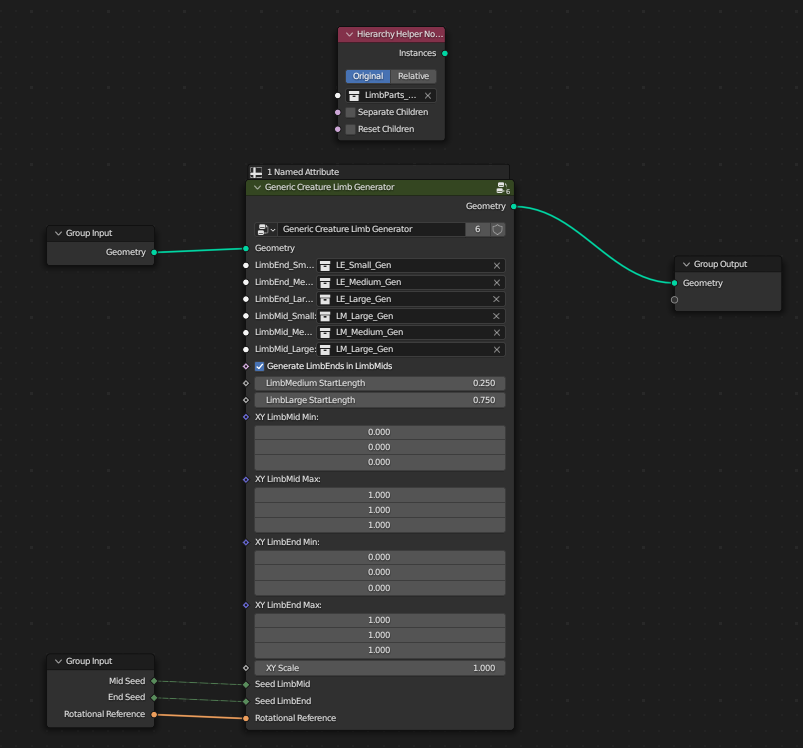 Hierarchy Helper No...
Instances
Original Relative
LimbParts_...
Separate Children
Reset Children
1 Named Attribute
Generic Creature Limb Generator
6
Geometry
Generic Creature Limb Generator 6
Geometry
LimbEnd_Sm... LE_Small_Gen
LimbEnd_Me... LE_Medium_Gen
LimbEnd_Lar... LE_Large_Gen
LimbMid_Small: LM_Large_Gen
LimbMid_Me... LM_Medium_Gen
LimbMid_Large: LM_Large_Gen
Generate LimbEnds in LimbMids
LimbMedium StartLength 0.250
LimbLarge StartLength 0.750
XY LimbMid Min:
0.000
0.000
0.000
XY LimbMid Max:
1.000
1.000
1.000
XY LimbEnd Min:
0.000
0.000
0.000
XY LimbEnd Max:
1.000
1.000
1.000
XY Scale 1.000
Seed LimbMid
Seed LimbEnd
Rotational Reference
Group Input
Geometry
Group Output
Geometry
Group Input
Mid Seed
End Seed
Rotational Reference